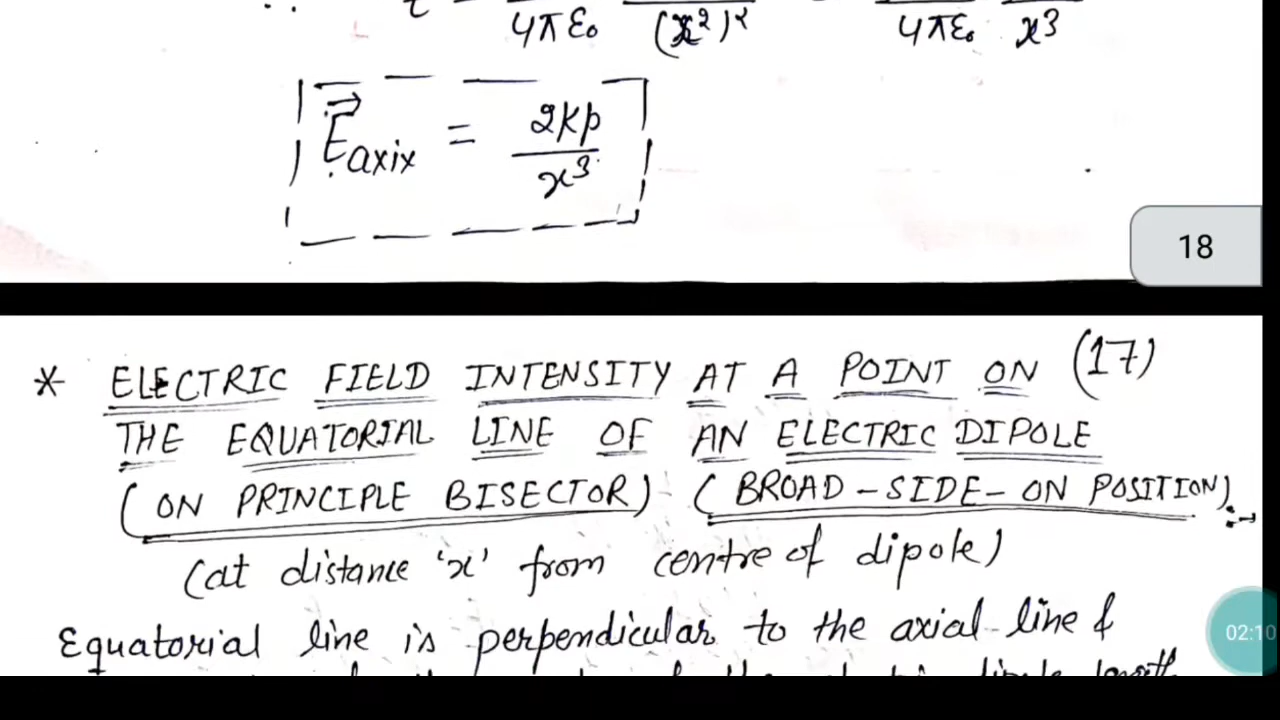 4πε₀ (x²)² 4πε₀ x³
E⃗axix = 2kp / x³
18
* ELECTRIC FIELD INTENSITY AT A POINT ON (17)
THE EQUATORIAL LINE OF AN ELECTRIC DIPOLE
(ON PRINCIPLE BISECTOR) (BROAD-SIDE-ON POSITION):-
(at distance 'x' from centre of dipole)
Equatorial line is perpendicular to the axial line &
02:10